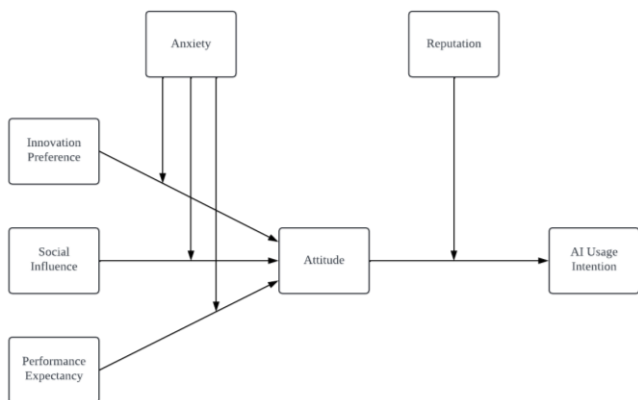 Anxiety
Reputation
Innovation
Preference
Social
Influence
Attitude
AI Usage
Intention
Performance
Expectancy